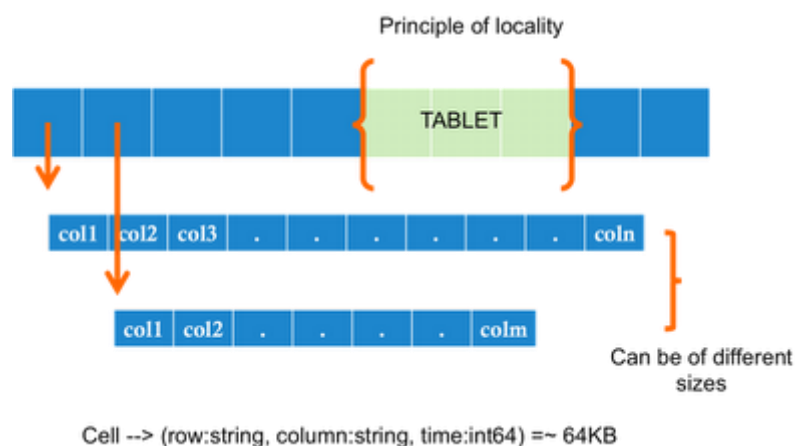 Principle of locality
TABLET
col1 col2 col3 . . . . . . coln
col1 col2 . . . . colm
Can be of different
sizes
Cell --> (row:string, column:string, time:int64) =~ 64KB